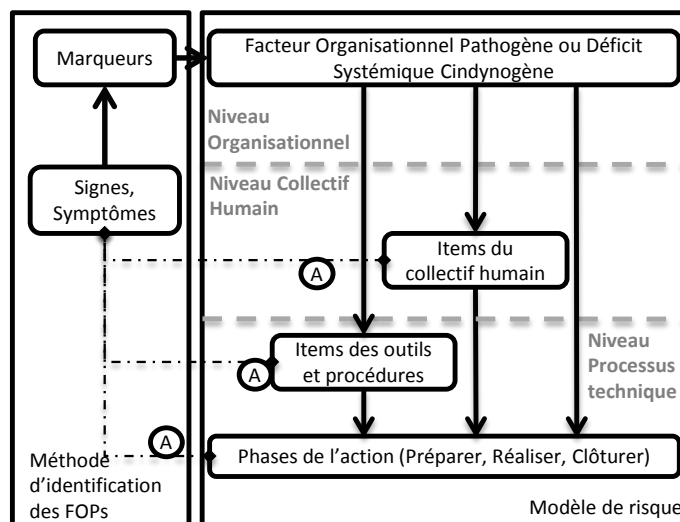 Marqueurs
Facteur Organisationnel Pathogène ou Déficit
Systémique Cindynogène
Niveau
Organisationnel
Niveau Collectif
Humain
Signes,
Symptômes
Items du
collectif humain
A
Niveau
Processus
technique
Items des outils
et procédures
A
A
Phases de l’action (Préparer, Réaliser, Clôturer)
Méthode
d’identification
des FOPs
Modèle de risque